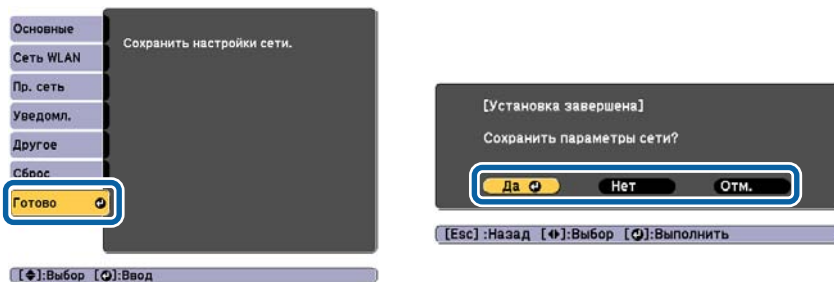 Основные
Сеть WLAN
Пр. сеть
Уведомл.
Другое
Сброс
Готово
Сохранить настройки сети.
[]:Выбор []:Ввод
[Установка завершена]
Сохранить параметры сети?
Да Нет Отм.
[Esc] :Назад []:Выбор []:Выполнить